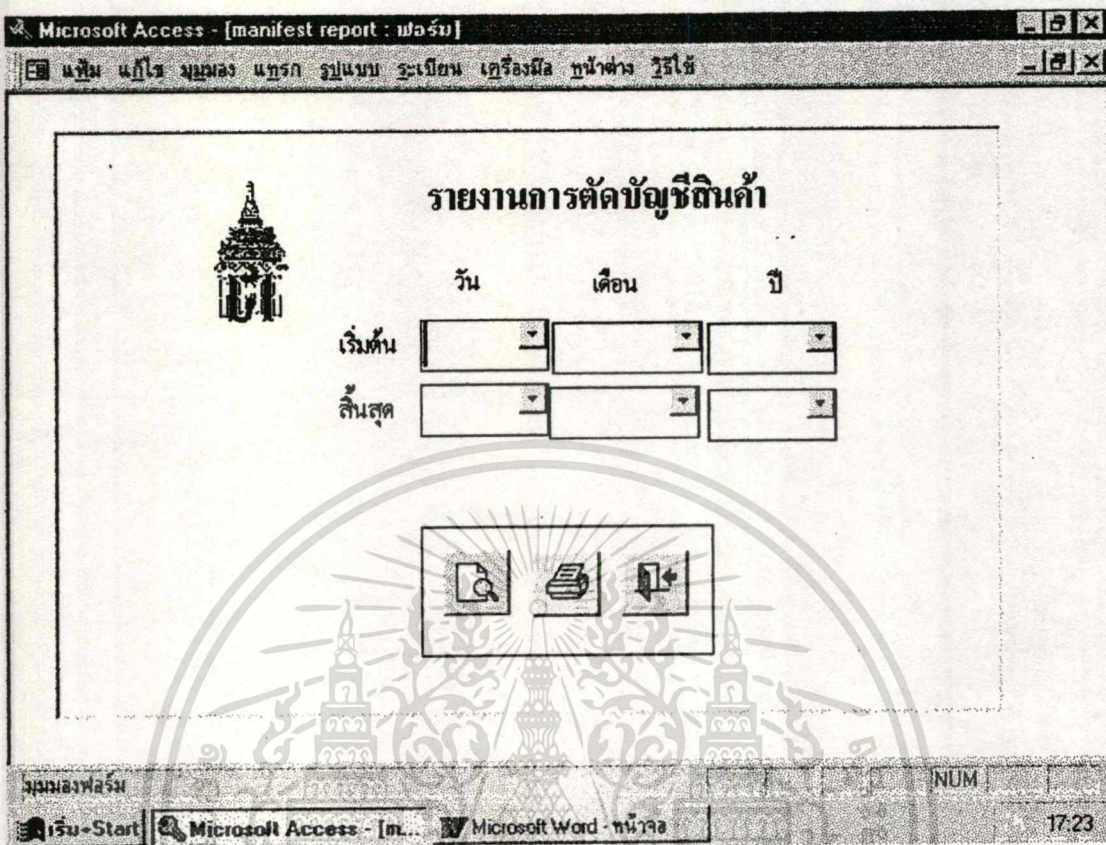 Microsoft Access - [manifest report : ฟอร์ม]
แฟ้ม แก้ไข มุมมอง แทรก รูปแบบ ระเบียน เครื่องมือ หน้าต่าง วิธีใช้
รายงานการตัดบัญชีสินค้า
วัน เดือน ปี
เริ่มต้น
สิ้นสุด
มุมมองฟอร์ม NUM
เริ่ม-Start Microsoft Access - [m... Microsoft Word - หน้าจอ 17:23